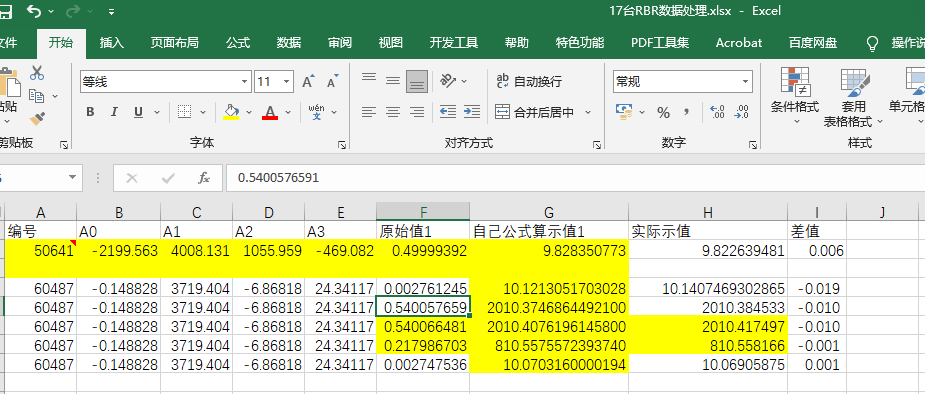 17台RBR数据处理.xlsx - Excel
文件 开始 插入 页面布局 公式 数据 审阅 视图 开发工具 帮助 特色功能 PDF工具集 Acrobat 百度网盘 操作说
粘贴 等线 11 A A ab 自动换行 常规 条件格式 套用 单元格
B I U A wén 合并后居中 % , .00 表格格式
剪贴板 字体 对齐方式 数字 样式
fx 0.5400576591
A B C D E F G H I J
编号 A0 A1 A2 A3 原始值1 自己公式算示值1 实际示值 差值
50641 -2199.563 4008.131 1055.959 -469.082 0.49999392 9.828350773 9.822639481 0.006
60487 -0.148828 3719.404 -6.86818 24.34117 0.002761245 10.1213051703028 10.1407469302865 -0.019
60487 -0.148828 3719.404 -6.86818 24.34117 0.540057659 2010.3746864492100 2010.384533 -0.010
60487 -0.148828 3719.404 -6.86818 24.34117 0.540066481 2010.4076196145800 2010.417497 -0.010
60487 -0.148828 3719.404 -6.86818 24.34117 0.217986703 810.5575572393740 810.558166 -0.001
60487 -0.148828 3719.404 -6.86818 24.34117 0.002747536 10.0703160000194 10.06905875 0.001